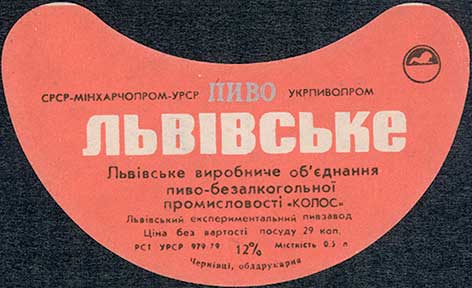 СРСР-МІНХАРЧОПРОМ-УРСР ПИВО УКРПИВОПРОМ
ЛЬВІВСЬКЕ
Львівське виробниче об'єднання
пиво-безалкогольної
промисловості «КОЛОС»
Львівський експериментальний пивзавод
Ціна без вартості посуду 29 коп.
РСТ УРСР 979-79 12% Місткість 0.5 л
Чернівці, облдрукарня